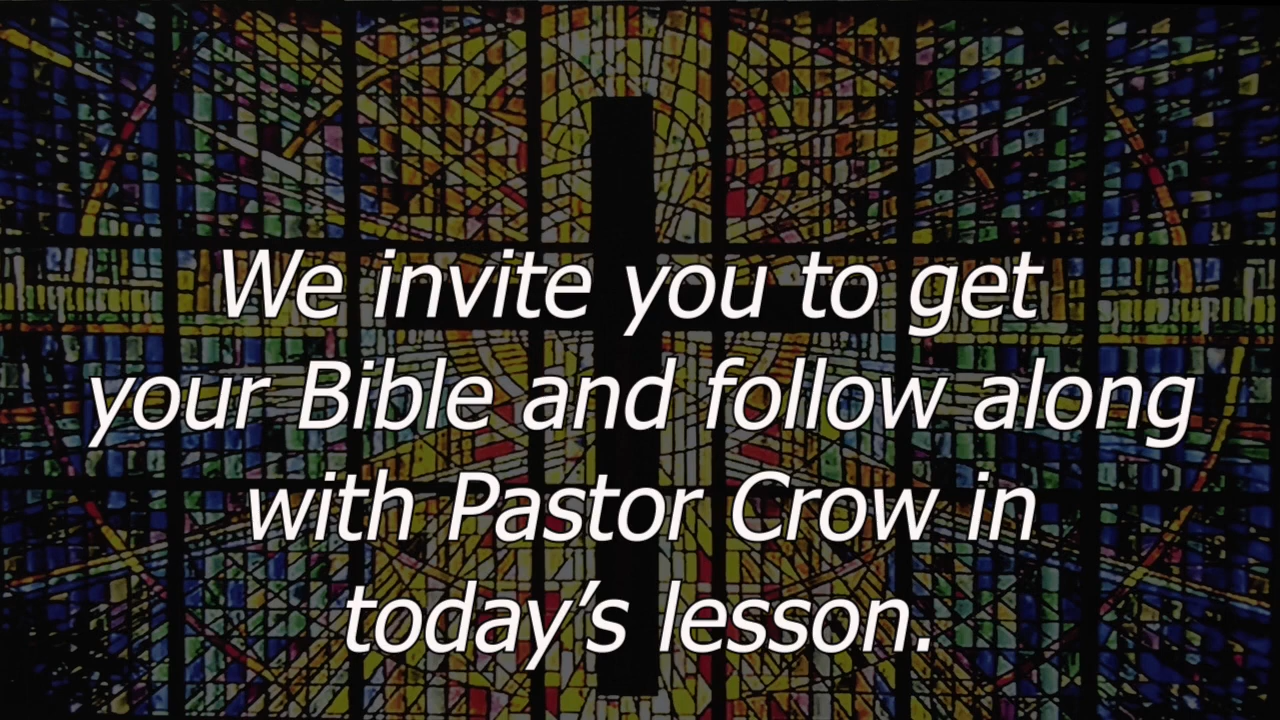 We invite you to get
your Bible and follow along
with Pastor Crow in
today’s lesson.